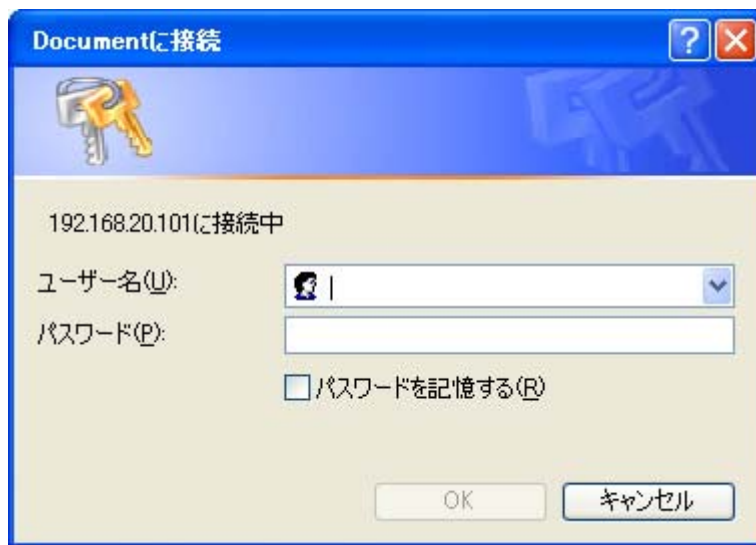 Documentに接続
192.168.20.101に接続中
ユーザー名(U):
パスワード(P):
パスワードを記憶する(R)
OK キャンセル